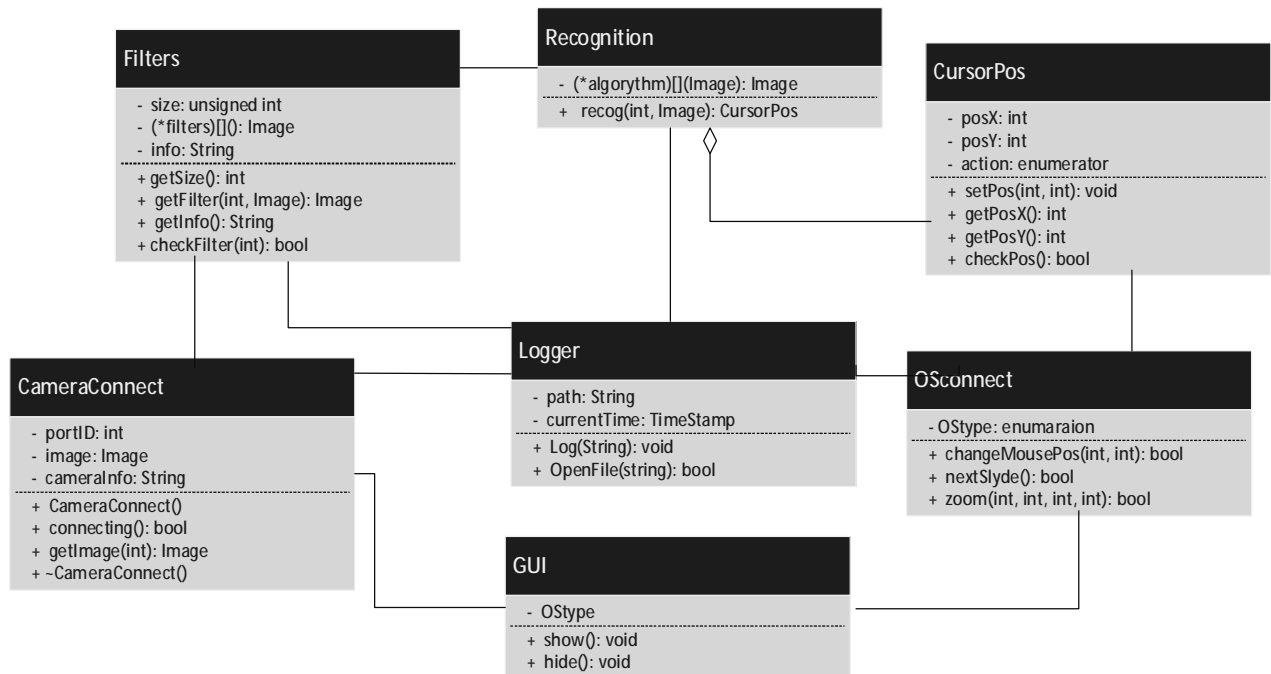 Filters
- size: unsigned int
- (*filters)[](): Image
- info: String
+ getSize(): int
+ getFilter(int, Image): Image
+ getInfo(): String
+ checkFilter(int): bool
Recognition
- (*algorythm)[](Image): Image
+ recog(int, Image): CursorPos
CursorPos
- posX: int
- posY: int
- action: enumerator
+ setPos(int, int): void
+ getPosX(): int
+ getPosY(): int
+ checkPos(): bool
CameraConnect
- portID: int
- image: Image
- cameraInfo: String
+ CameraConnect()
+ connecting(): bool
+ getImage(int): Image
+ ~CameraConnect()
Logger
- path: String
- currentTime: TimeStamp
+ Log(String): void
+ OpenFile(string): bool
OSconnect
- OStype: enumaraion
+ changeMousePos(int, int): bool
+ nextSlyde(): bool
+ zoom(int, int, int, int): bool
GUI
- OStype
+ show(): void
+ hide(): void